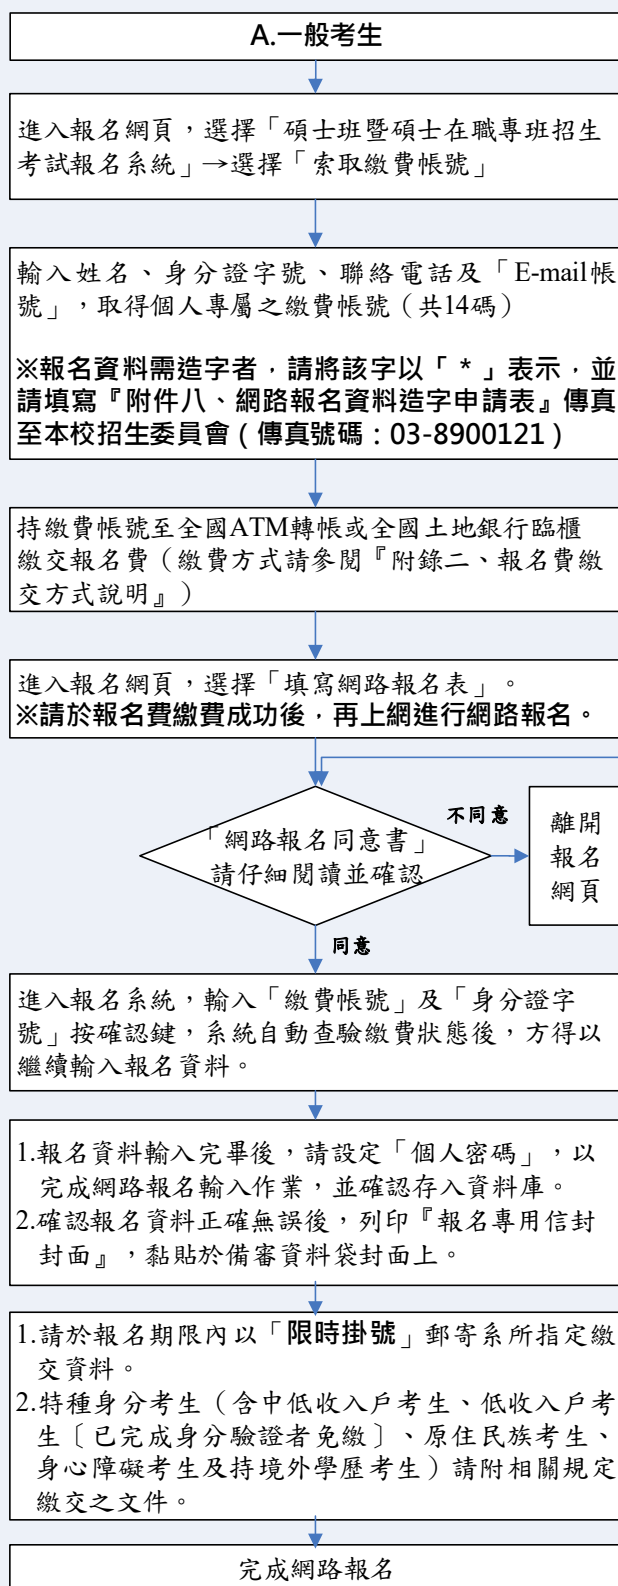 A.一般考生
進入報名網頁，選擇「碩士班暨碩士在職專班招生
考試報名系統」→選擇「索取繳費帳號」
輸入姓名、身分證字號、聯絡電話及「E-mail帳
號」，取得個人專屬之繳費帳號（共14碼）
※報名資料需造字者，請將該字以「 * 」表示，並
請填寫『附件八、網路報名資料造字申請表』傳真
至本校招生委員會（傳真號碼：03-8900121）
持繳費帳號至全國ATM轉帳或全國土地銀行臨櫃
繳交報名費（繳費方式請參閱『附錄二、報名費繳
交方式說明』）
進入報名網頁，選擇「填寫網路報名表」。
※請於報名費繳費成功後，再上網進行網路報名。
「網路報名同意書」
請仔細閱讀並確認
不同意
離開
報名
網頁
同意
進入報名系統，輸入「繳費帳號」及「身分證字
號」按確認鍵，系統自動查驗繳費狀態後，方得以
繼續輸入報名資料。
1.報名資料輸入完畢後，請設定「個人密碼」，以
完成網路報名輸入作業，並確認存入資料庫。
2.確認報名資料正確無誤後，列印『報名專用信封
封面』，黏貼於備審資料袋封面上。
1.請於報名期限內以「限時掛號」郵寄系所指定繳
交資料。
2.特種身分考生（含中低收入戶考生、低收入戶考
生〔已完成身分驗證者免繳〕、原住民族考生、
身心障礙考生及持境外學歷考生）請附相關規定
繳交之文件。
完成網路報名